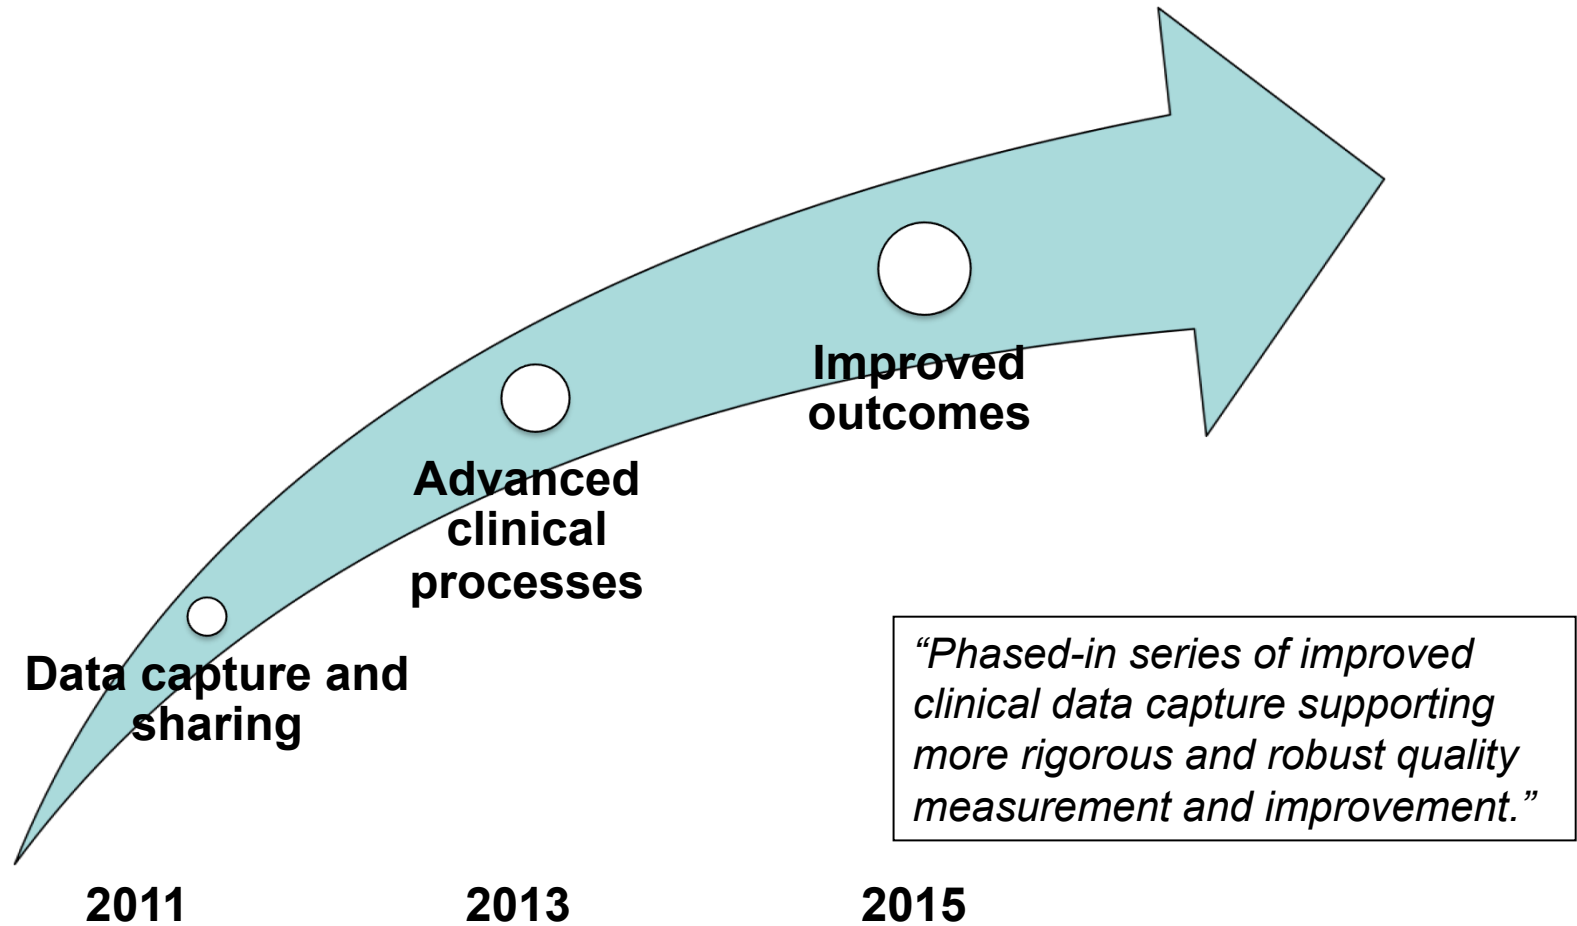 Improved
outcomes
Advanced
clinical
processes
Data capture and
sharing
“Phased-in series of improved
clinical data capture supporting
more rigorous and robust quality
measurement and improvement.”
2011
2013
2015